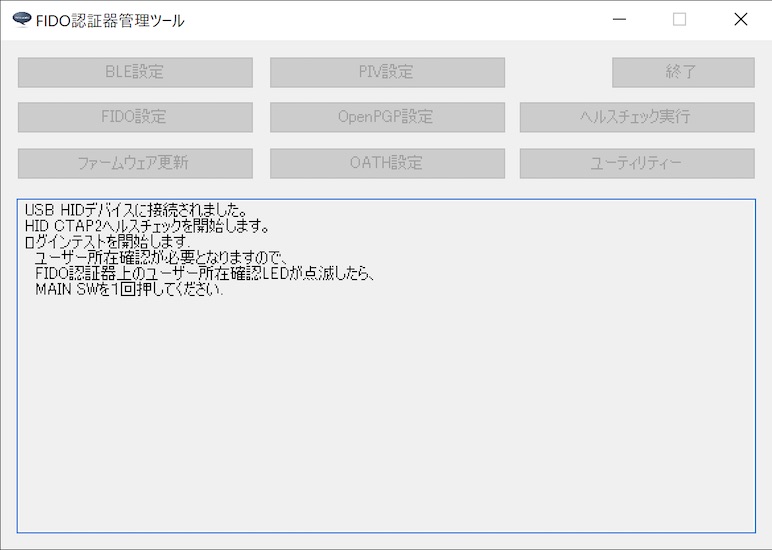 FIDO認証器管理ツール
BLE設定 PIV設定 終了
FIDO設定 OpenPGP設定 ヘルスチェック実行
ファームウェア更新 OATH設定 ユーティリティー
USB HIDデバイスに接続されました。
HID CTAP2ヘルスチェックを開始します。
ログインテストを開始します.
ユーザー所在確認が必要となりますので、
FIDO認証器上のユーザー所在確認LEDが点滅したら、
MAIN SWを1回押してください.